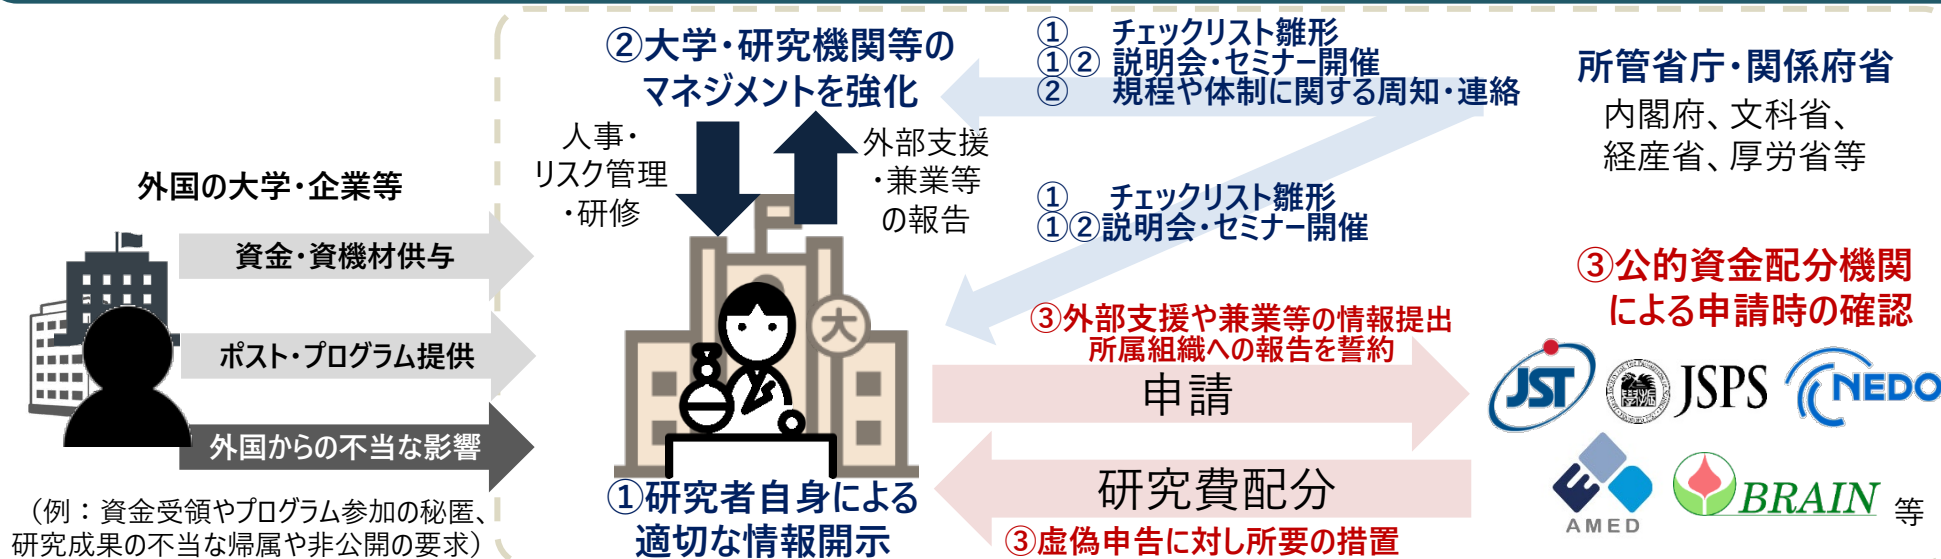 ②大学・研究機関等の
マネジメントを強化
人事・
リスク管理
・研修
外部支援
・兼業等
の報告
① チェックリスト雛形
①② 説明会・セミナー開催
② 規程や体制に関する周知・連絡
所管省庁・関係府省
内閣府、文科省、
経産省、厚労省等
外国の大学・企業等
資金・資機材供与
ポスト・プログラム提供
外国からの不当な影響
（例：資金受領やプログラム参加の秘匿、
研究成果の不当な帰属や非公開の要求）
大
①研究者自身による
適切な情報開示
① チェックリスト雛形
①②説明会・セミナー開催
③外部支援や兼業等の情報提出
所属組織への報告を誓約
申請
研究費配分
③虚偽申告に対し所要の措置
③公的資金配分機関
による申請時の確認
JST
JSPS
NEDO
AMED
BRAIN 等